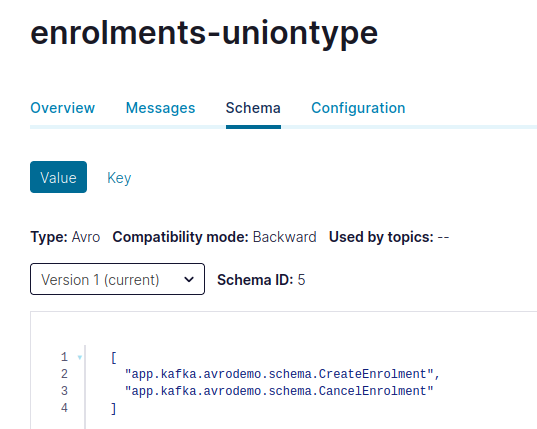 enrolments-uniontype
Overview Messages Schema Configuration
Value Key
Type: Avro Compatibility mode: Backward Used by topics: --
Version 1 (current) Schema ID: 5
1 [
2 "app.kafka.avrodemo.schema.CreateEnrolment",
3 "app.kafka.avrodemo.schema.CancelEnrolment"
4 ]